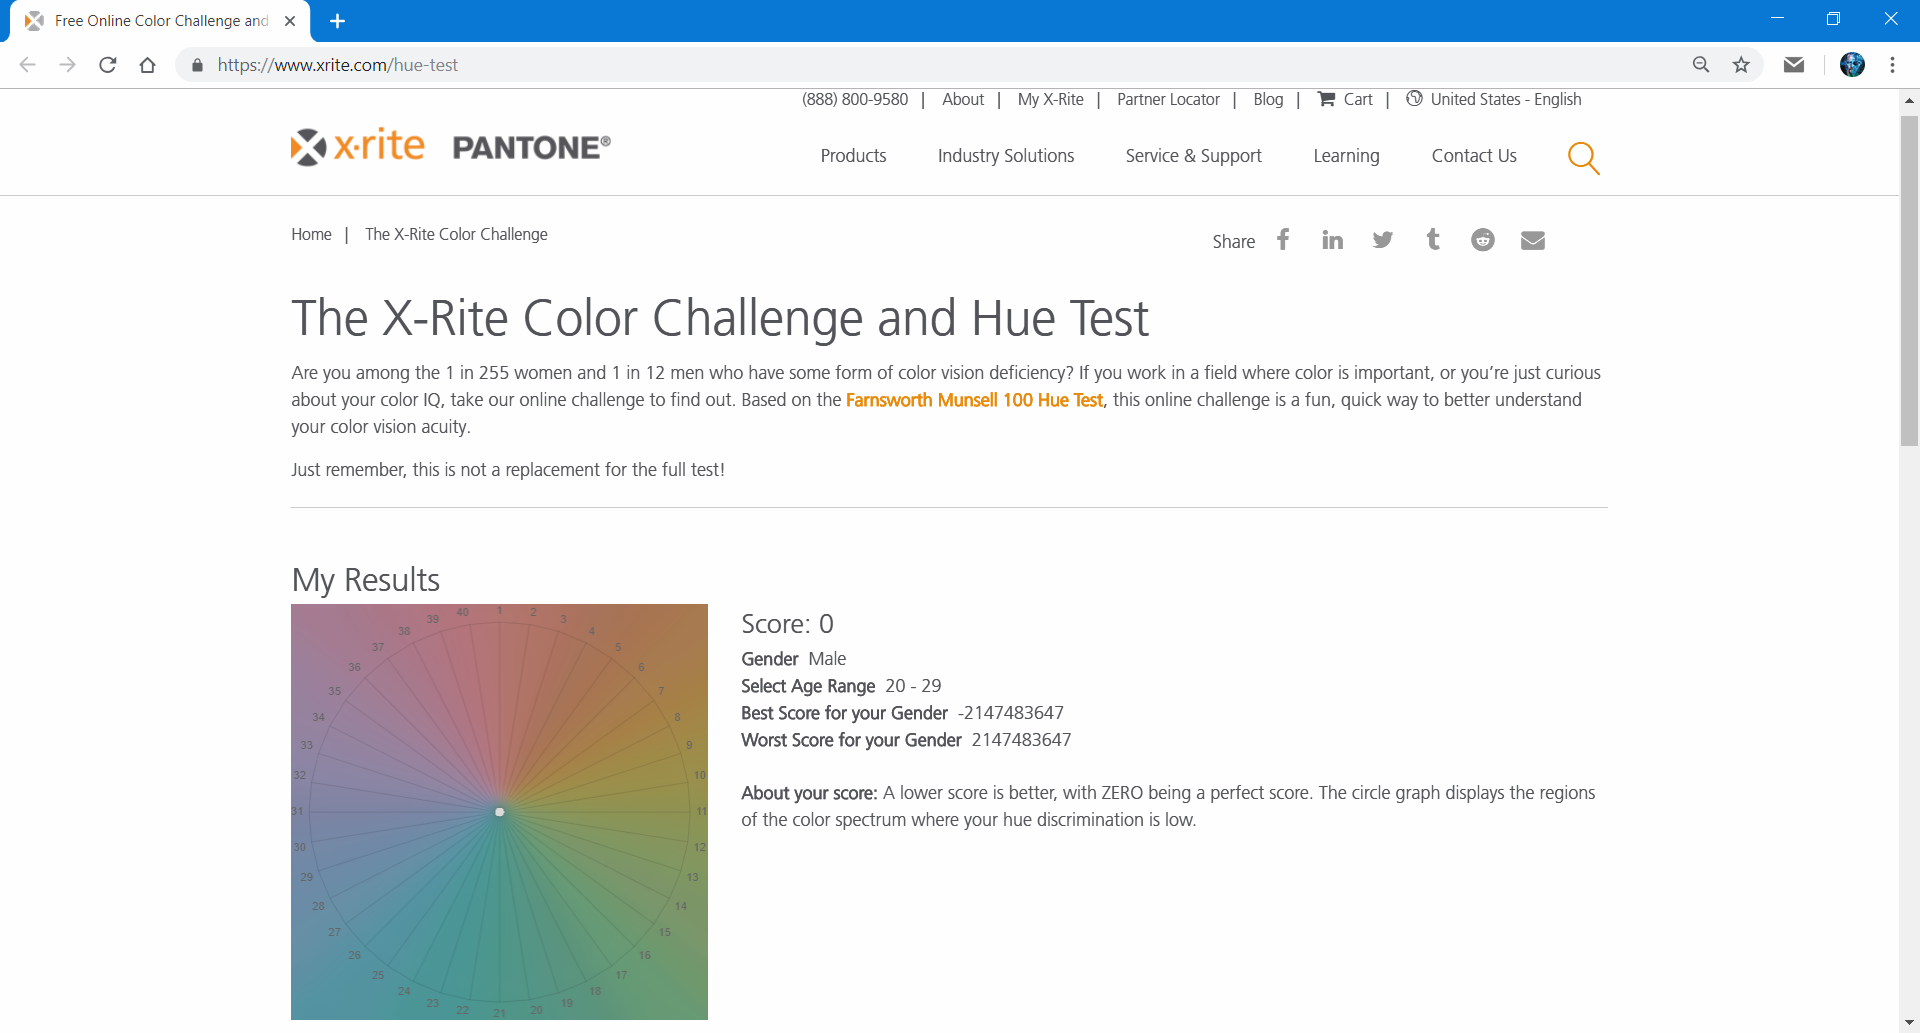 Free Online Color Challenge and
https://www.xrite.com/hue-test
(888) 800-9580 | About | My X-Rite | Partner Locator | Blog | Cart | United States - English
x·rite PANTONE®
Products Industry Solutions Service & Support Learning Contact Us
Home | The X-Rite Color Challenge
Share
The X-Rite Color Challenge and Hue Test
Are you among the 1 in 255 women and 1 in 12 men who have some form of color vision deficiency? If you work in a field where color is important, or you’re just curious
about your color IQ, take our online challenge to find out. Based on the Farnsworth Munsell 100 Hue Test, this online challenge is a fun, quick way to better understand
your color vision acuity.
Just remember, this is not a replacement for the full test!
My Results
1
2
3
4
5
6
7
8
9
10
11
12
13
14
15
16
17
18
19
20
21
22
23
24
25
26
27
28
29
30
31
32
33
34
35
36
37
38
39
40
Score: 0
Gender Male
Select Age Range 20 - 29
Best Score for your Gender -2147483647
Worst Score for your Gender 2147483647
About your score: A lower score is better, with ZERO being a perfect score. The circle graph displays the regions
of the color spectrum where your hue discrimination is low.